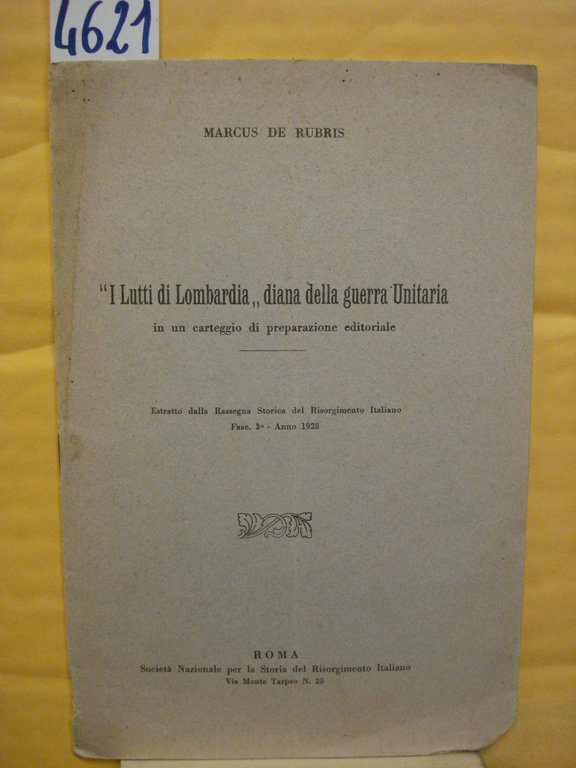 4621
MARCUS DE RUBRIS
“I Lutti di Lombardia„ diana della guerra Unitaria
in un carteggio di preparazione editoriale
Estratto dalla Rassegna Storica del Risorgimento Italiano
Fasc. 3º - Anno 1928
ROMA
Società Nazionale per la Storia del Risorgimento Italiano
Via Monte Tarpeo N. 25